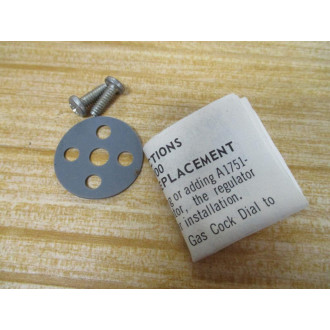 CTIONS
00
EPLACEMENT
g or adding A1751-
tor, the regulator
r installation.
Gas Cock Dial to